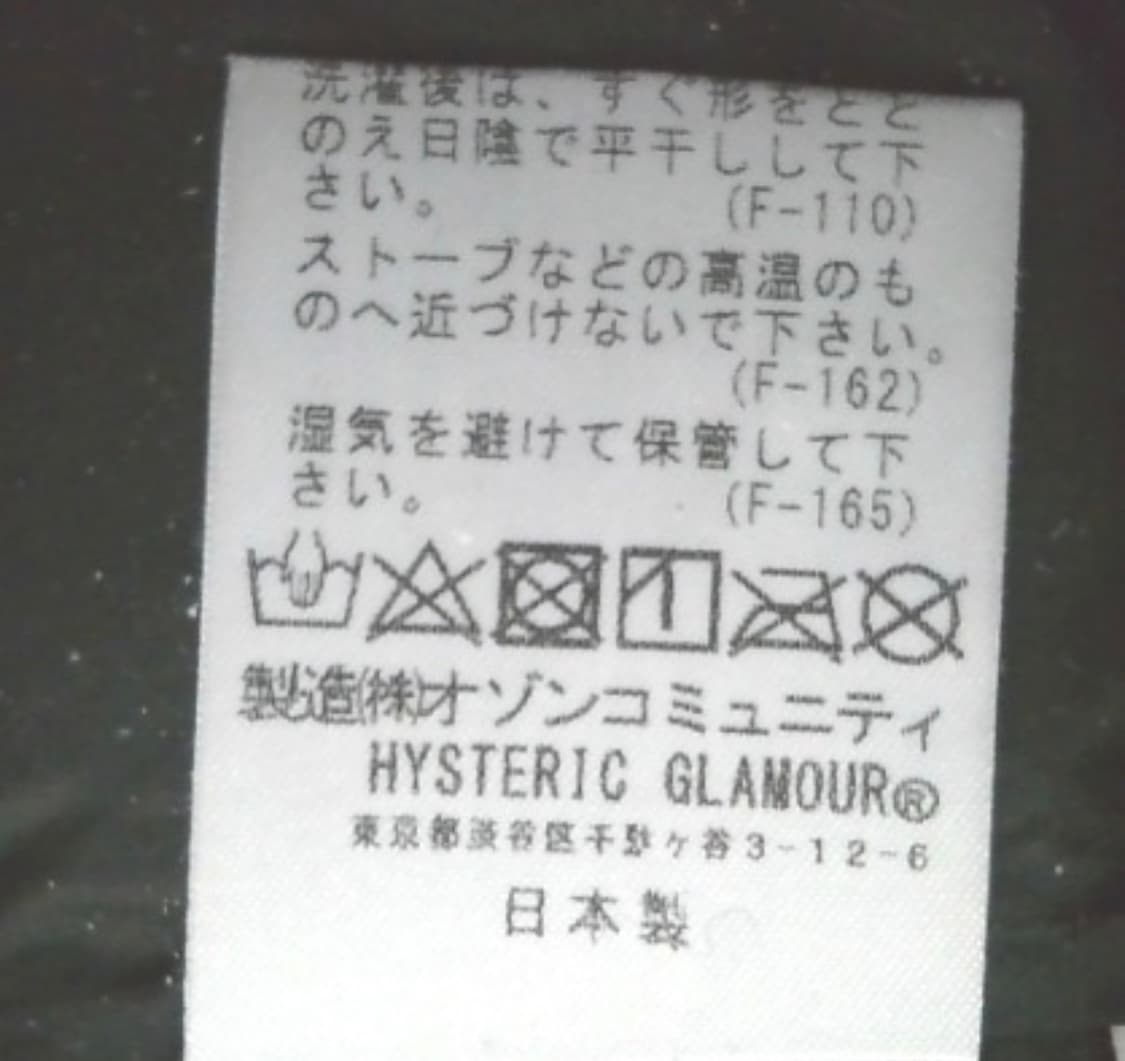 洗濯後は、すぐ形をとと
のえ日陰で平干しして下
さい。 (F-110)
ストーブなどの高温のも
のへ近づけないで下さい。
(F-162)
湿気を避けて保管して下
さい。 (F-165)
製造(株)オゾンコミュニティ
HYSTERIC GLAMOUR®
東京都渋谷区千駄ヶ谷3-12-6
日本製